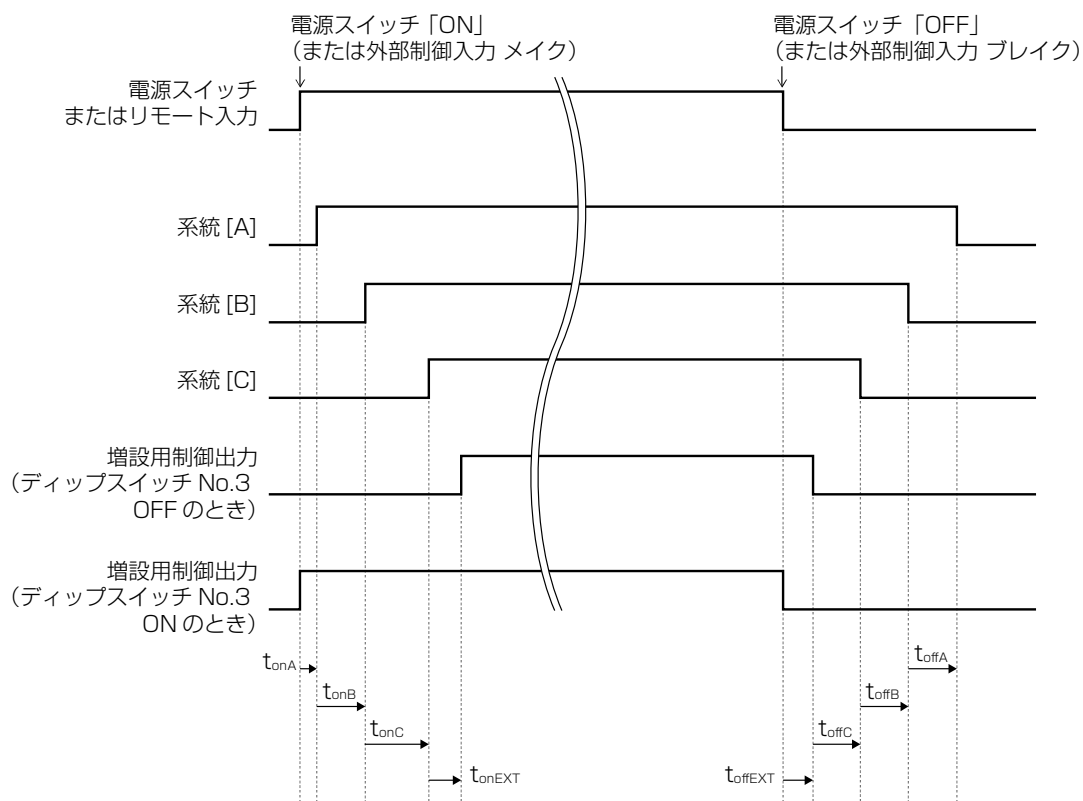 電源スイッチ「ON」
（または外部制御入力 メイク）
電源スイッチ「OFF」
（または外部制御入力 ブレイク）
電源スイッチ
またはリモート入力
系統 [A]
系統 [B]
系統 [C]
増設用制御出力
（ディップスイッチ No.3
OFF のとき）
増設用制御出力
（ディップスイッチ No.3
ON のとき）
tonA
toffA
tonB
toffB
tonC
toffC
tonEXT
toffEXT